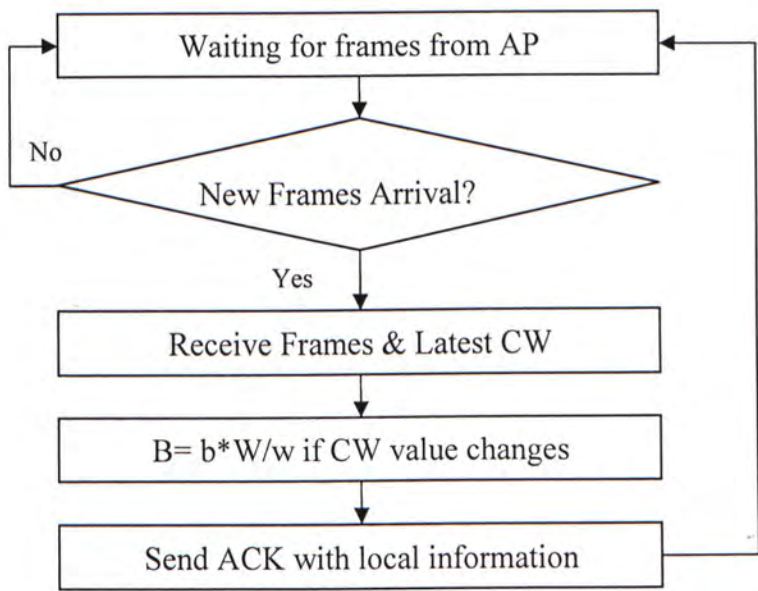 Waiting for frames from AP
No
New Frames Arrival?
Yes
Receive Frames & Latest CW
B= b*W/w if CW value changes
Send ACK with local information